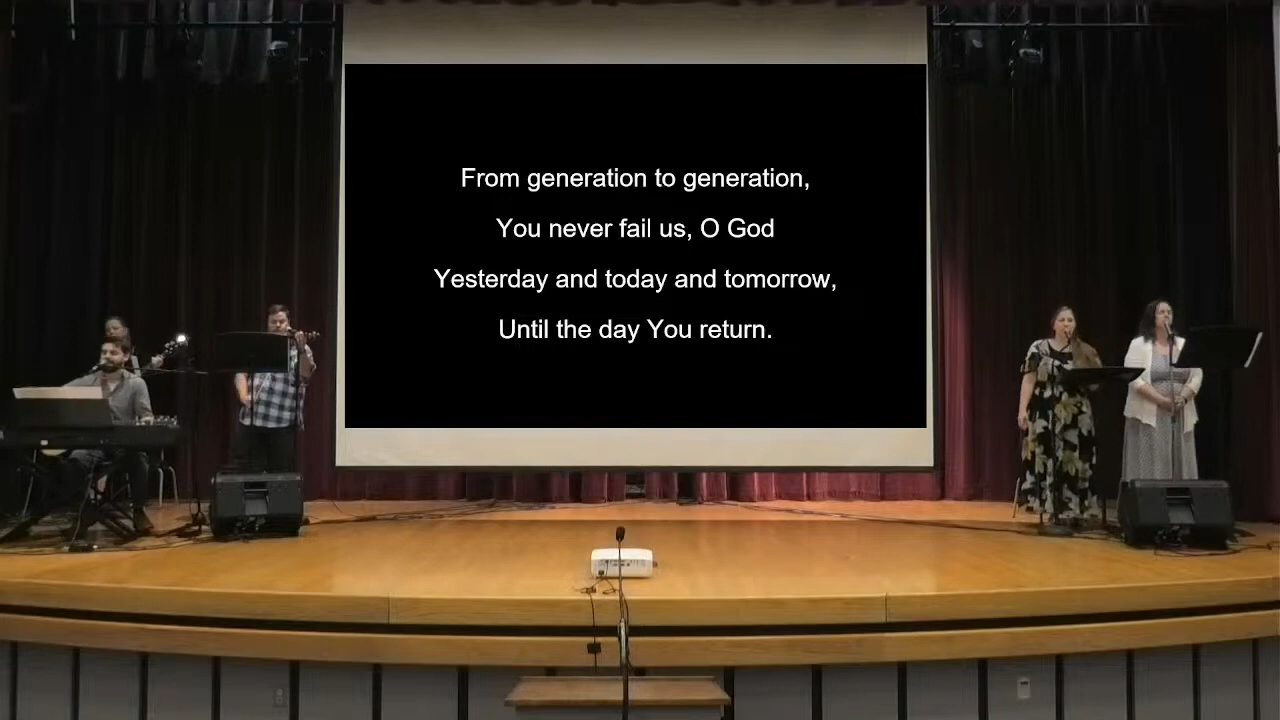 From generation to generation,
You never fail us, O God
Yesterday and today and tomorrow,
Until the day You return.